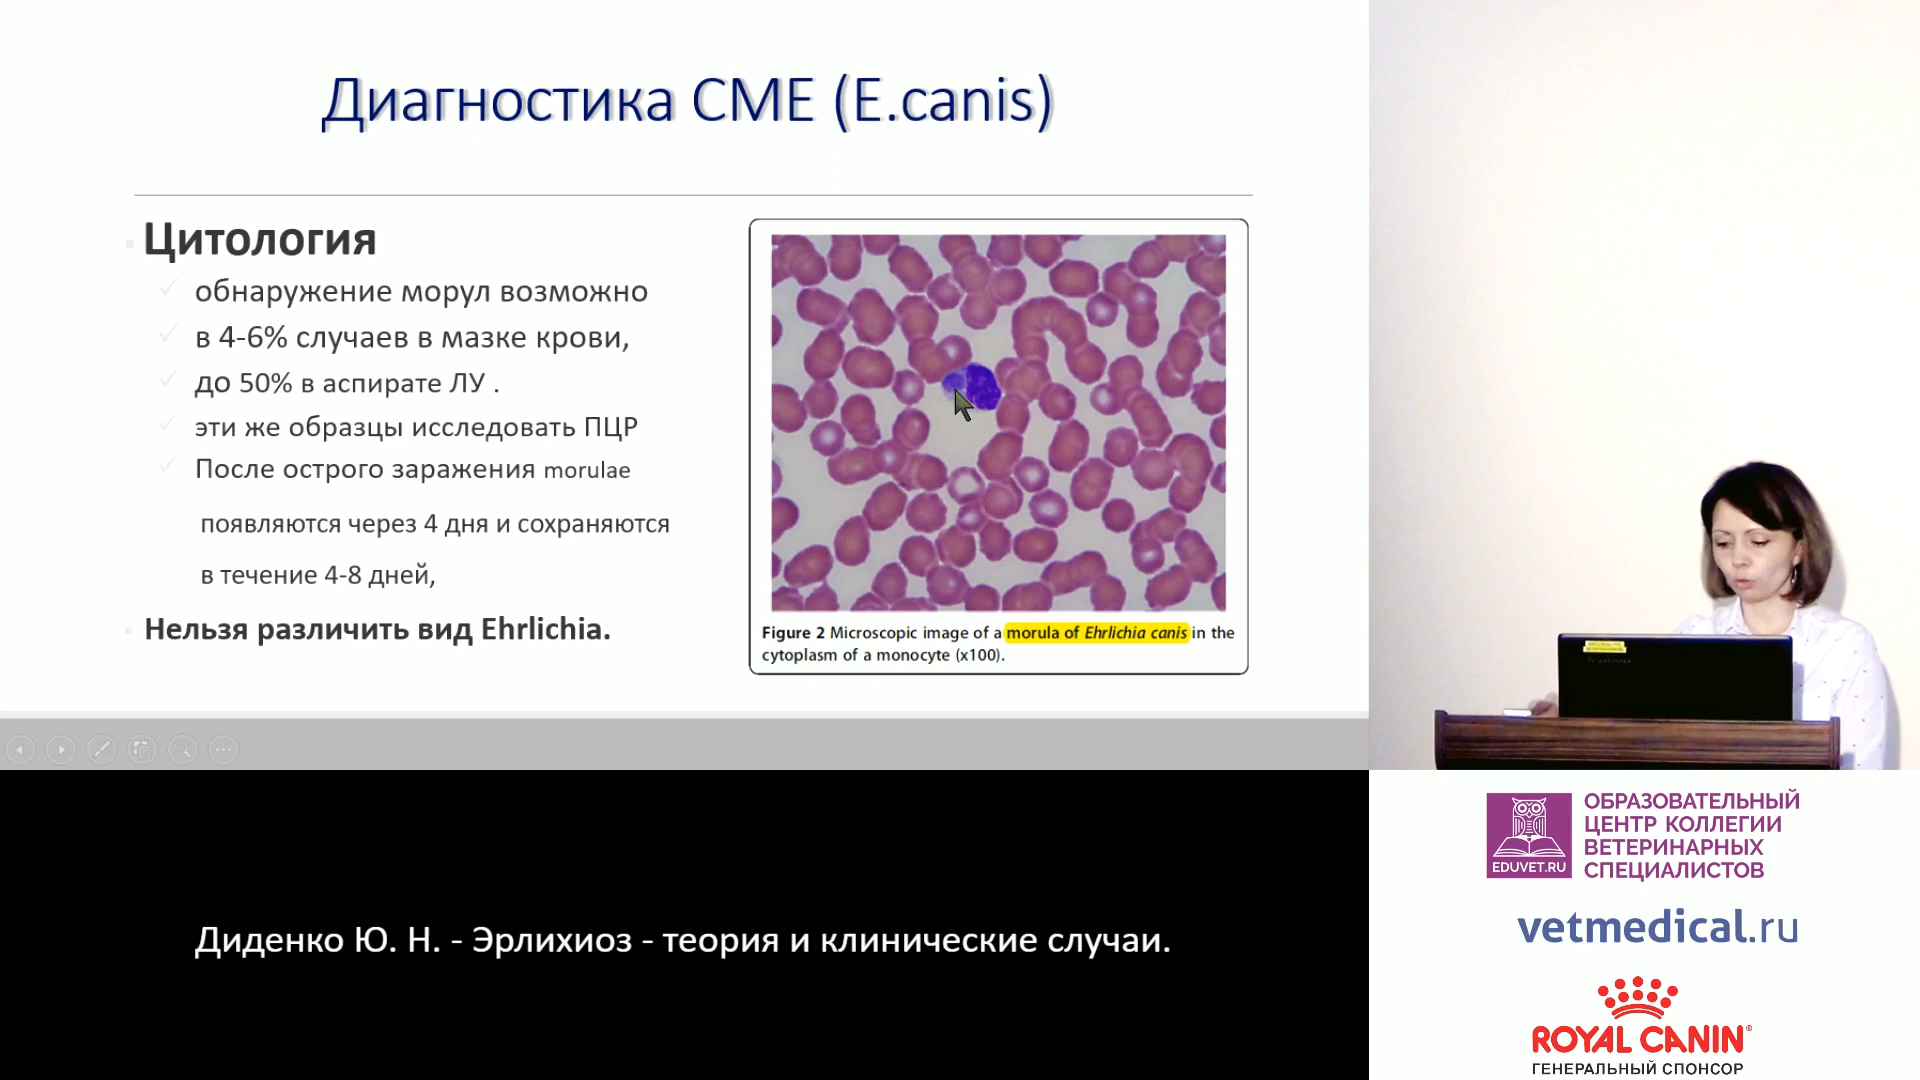 Диагностика CME (E.canis)
Цитология
обнаружение морул возможно
в 4-6% случаев в мазке крови,
до 50% в аспирате ЛУ .
эти же образцы исследовать ПЦР
После острого заражения morulae
появляются через 4 дня и сохраняются
в течение 4-8 дней,
Нельзя различить вид Ehrlichia.
Figure 2 Microscopic image of a morula of Ehrlichia canis in the
cytoplasm of a monocyte (x100).
Диденко Ю. Н. - Эрлихиоз - теория и клинические случаи.
EDUVET.RU
ОБРАЗОВАТЕЛЬНЫЙ
ЦЕНТР КОЛЛЕГИИ
ВЕТЕРИНАРНЫХ
СПЕЦИАЛИСТОВ
vetmedical.ru
ROYAL CANIN®
ГЕНЕРАЛЬНЫЙ СПОНСОР